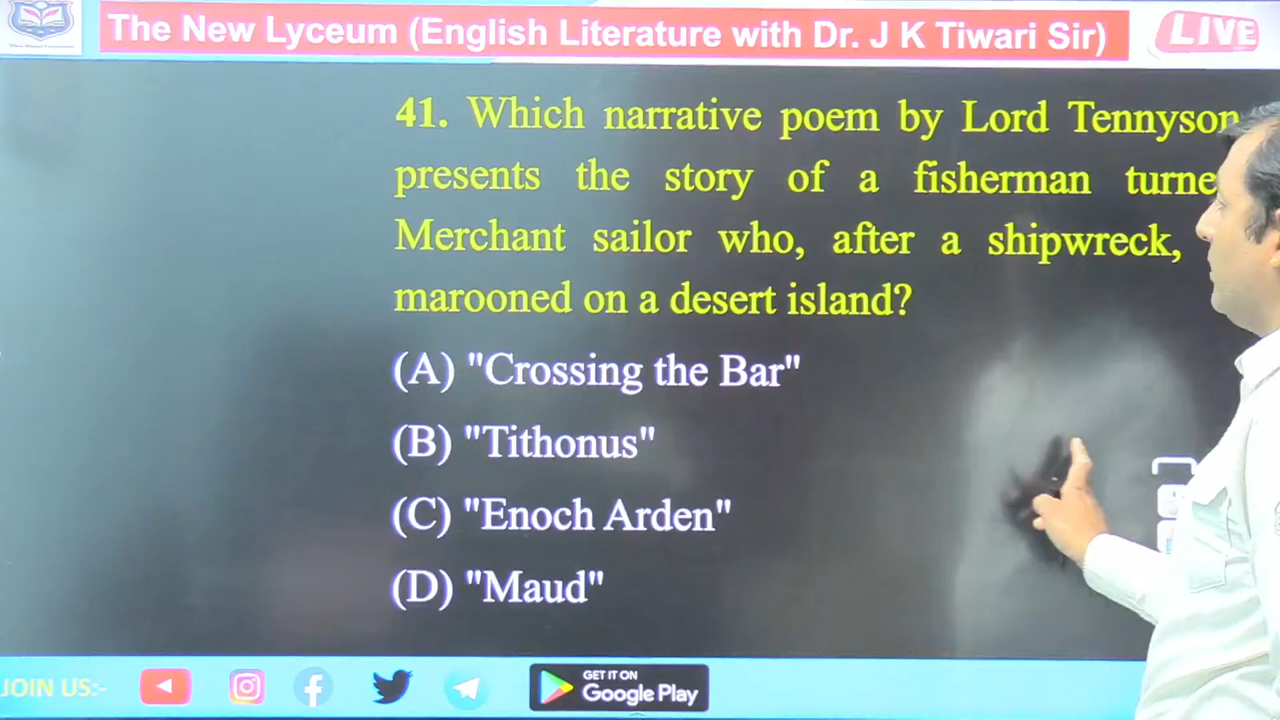 The New Lyceum (English Literature with Dr. J K Tiwari Sir)
LIVE
41. Which narrative poem by Lord Tennyson
presents the story of a fisherman turne
Merchant sailor who, after a shipwreck,
marooned on a desert island?
(A) "Crossing the Bar"
(B) "Tithonus"
(C) "Enoch Arden"
(D) "Maud"
JOIN US:-
GET IT ON
Google Play